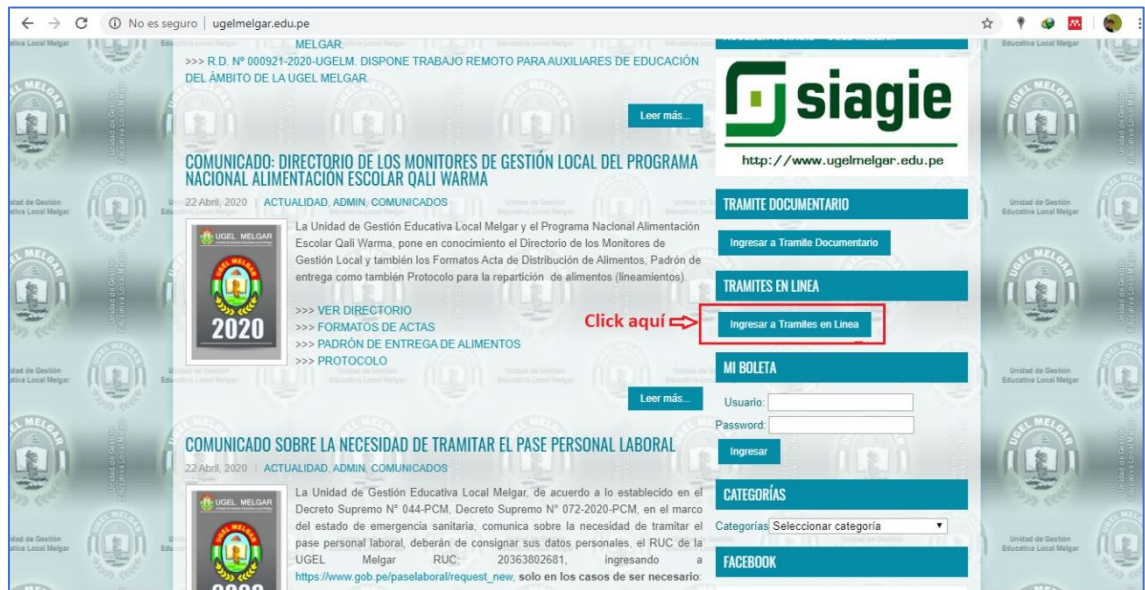 No es seguro | ugelmelgar.edu.pe
MELGAR.
>>> R.D. Nº 000921-2020-UGELM. DISPONE TRABAJO REMOTO PARA AUXILIARES DE EDUCACIÓN
DEL ÁMBITO DE LA UGEL MELGAR.
Leer más...
COMUNICADO: DIRECTORIO DE LOS MONITORES DE GESTIÓN LOCAL DEL PROGRAMA
NACIONAL ALIMENTACIÓN ESCOLAR QALI WARMA
22 Abril, 2020 | ACTUALIDAD, ADMIN, COMUNICADOS
UGEL MELGAR
2020
La Unidad de Gestión Educativa Local Melgar y el Programa Nacional Alimentación
Escolar Qali Warma, pone en conocimiento el Directorio de los Monitores de
Gestión Local y también los Formatos Acta de Distribución de Alimentos, Padrón de
entrega como también Protocolo para la repartición de alimentos (lineamientos).
>>> VER DIRECTORIO
>>> FORMATOS DE ACTAS
>>> PADRÓN DE ENTREGA DE ALIMENTOS
>>> PROTOCOLO
Leer más...
COMUNICADO SOBRE LA NECESIDAD DE TRAMITAR EL PASE PERSONAL LABORAL
22 Abril, 2020 | ACTUALIDAD, ADMIN, COMUNICADOS
UGEL MELGAR
La Unidad de Gestión Educativa Local Melgar, de acuerdo a lo establecido en el
Decreto Supremo N° 044-PCM, Decreto Supremo N° 072-2020-PCM, en el marco
del estado de emergencia sanitaria, comunica sobre la necesidad de tramitar el
pase personal laboral, deberán de consignar sus datos personales, el RUC de la
UGEL Melgar RUC: 20363802681, ingresando a
https://www.gob.pe/paselaboral/request_new, solo en los casos de ser necesario:
siagie
http://www.ugelmelgar.edu.pe
TRAMITE DOCUMENTARIO
Ingresar a Tramite Documentario
TRAMITES EN LINEA
Click aquí
Ingresar a Tramites en Linea
MI BOLETA
Usuario:
Password:
Ingresar
CATEGORÍAS
Categorías Seleccionar categoría
FACEBOOK
Unidad de Gestión
Educativa Local Melgar